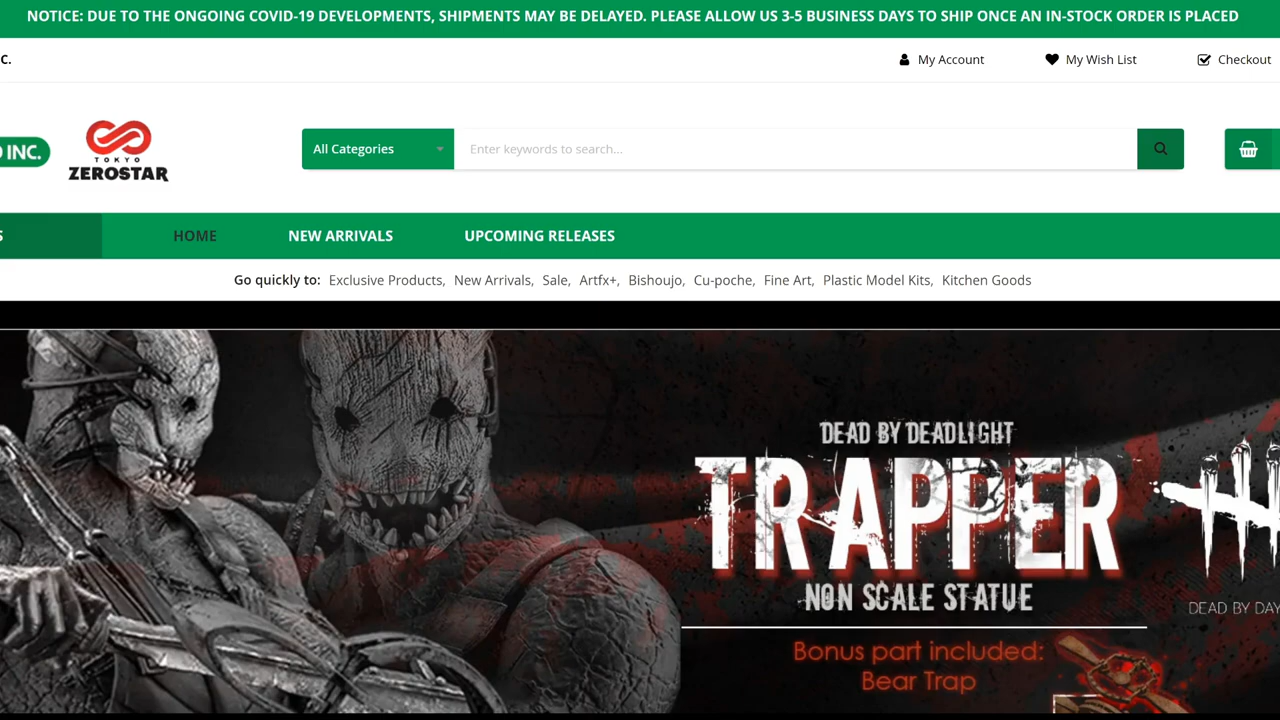 NOTICE: DUE TO THE ONGOING COVID-19 DEVELOPMENTS, SHIPMENTS MAY BE DELAYED. PLEASE ALLOW US 3-5 BUSINESS DAYS TO SHIP ONCE AN IN-STOCK ORDER IS PLACED
C.
My Account
My Wish List
Checkout
INC.
TOKYO
ZEROSTAR
All Categories
Enter keywords to search...
S
HOME
NEW ARRIVALS
UPCOMING RELEASES
Go quickly to: Exclusive Products, New Arrivals, Sale, Artfx+, Bishoujo, Cu-poche, Fine Art, Plastic Model Kits, Kitchen Goods
DEAD BY DEADLIGHT
TRAPPER
NON SCALE STATUE
DEAD BY DAY
Bonus part included:
Bear Trap